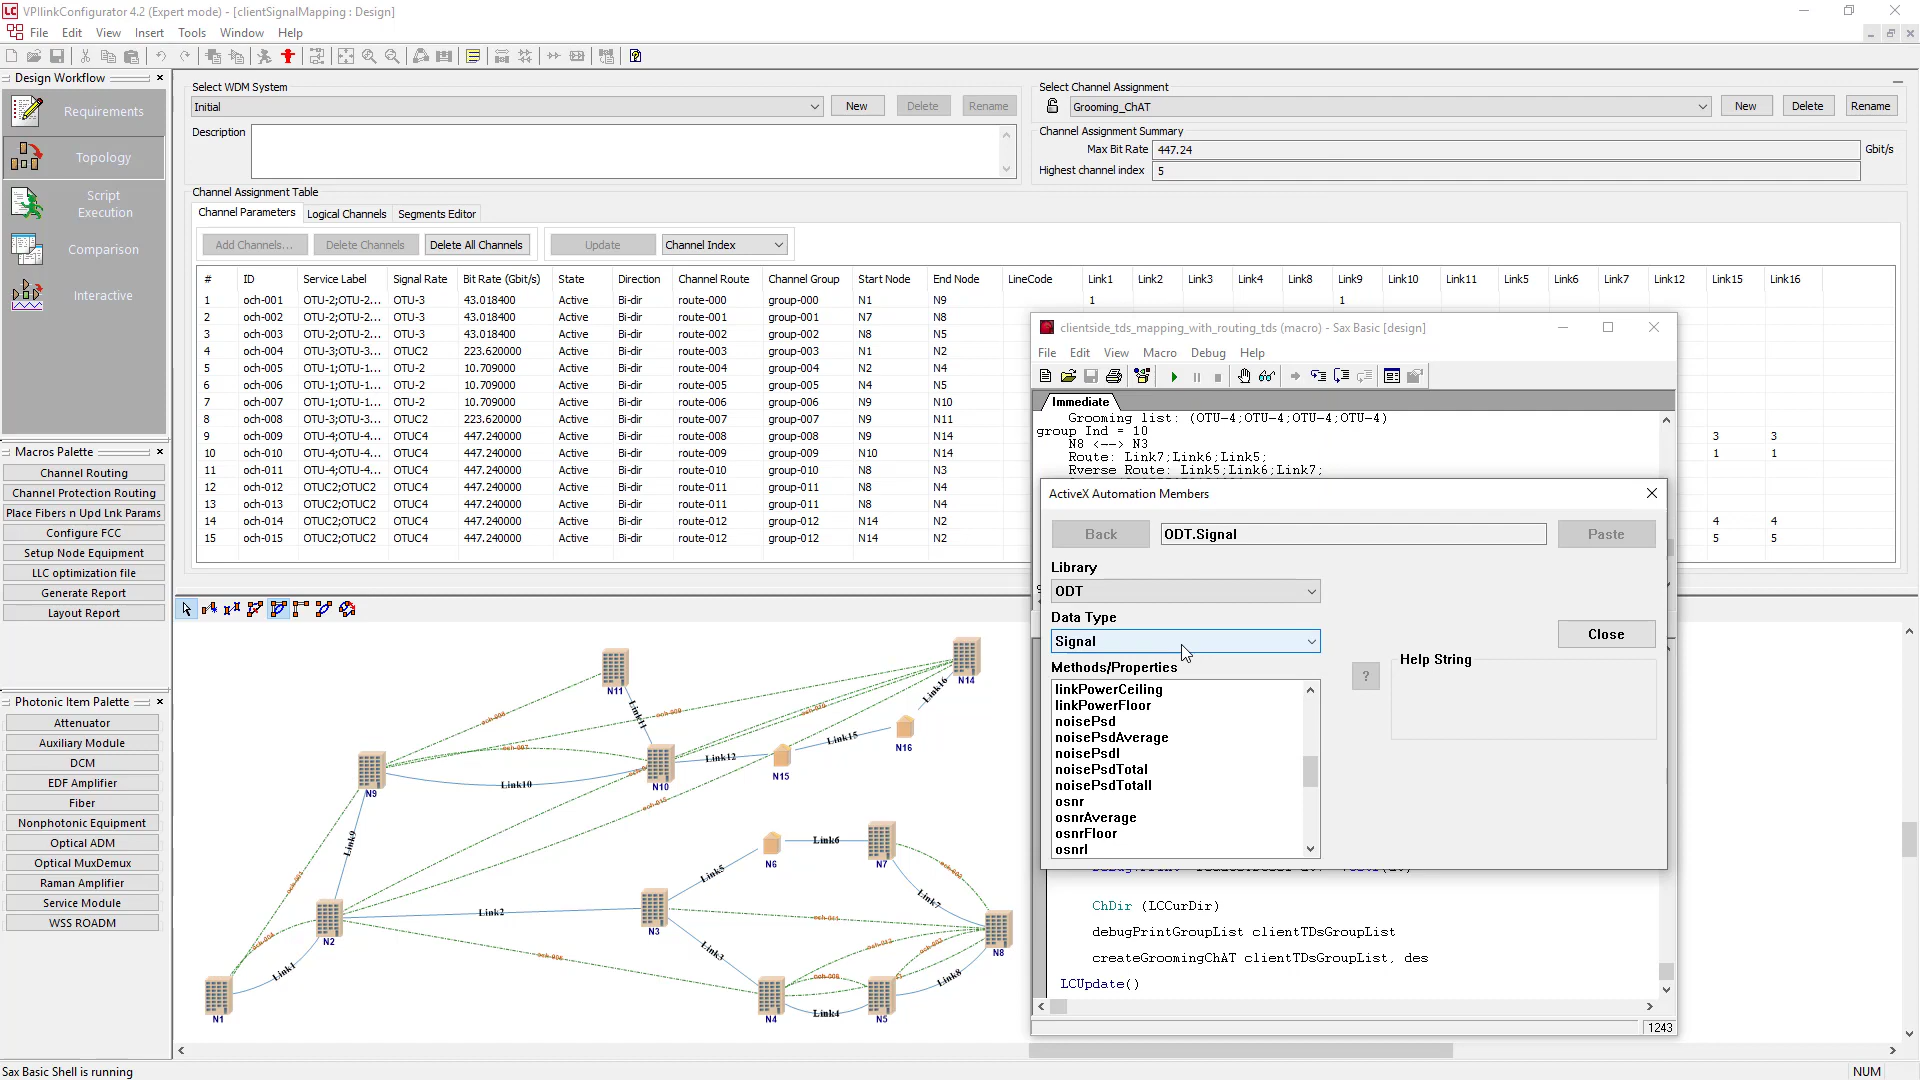 VPIlinkConfigurator 4.2 (Expert mode) - [clientSignalMapping : Design]
File Edit View Insert Tools Window Help
Design Workflow
Requirements
Topology
Script
Execution
Comparison
Interactive
Macros Palette
Channel Routing
Channel Protection Routing
Place Fibers n Upd Lnk Params
Configure FCC
Setup Node Equipment
LLC optimization file
Generate Report
Layout Report
Photonic Item Palette
Attenuator
Auxiliary Module
DCM
EDF Amplifier
Fiber
Nonphotonic Equipment
Optical ADM
Optical MuxDemux
Raman Amplifier
Service Module
WSS ROADM
Select WDM System
Initial New Delete Rename
Description
Select Channel Assignment
Grooming_ChAT New Delete Rename
Channel Assignment Summary
Max Bit Rate 447.24 Gbit/s
Highest channel index 5
Channel Assignment Table
Channel Parameters Logical Channels Segments Editor
Add Channels... Delete Channels Delete All Channels Update Channel Index
# ID Service Label Signal Rate Bit Rate (Gbit/s) State Direction Channel Route Channel Group Start Node End Node LineCode Link1 Link2 Link3 Link4 Link8 Link9 Link10 Link11 Link5 Link6 Link7 Link12 Link15 Link16
1 och-001 OTU-2;OTU-2... OTU-3 43.018400 Active Bi-dir route-000 group-000 N1 N9 1 1
2 och-002 OTU-2;OTU-2... OTU-3 43.018400 Active Bi-dir route-001 group-001 N7 N8
3 och-003 OTU-2;OTU-2... OTU-3 43.018400 Active Bi-dir route-002 group-002 N8 N5
4 och-004 OTU-3;OTU-3... OTUC2 223.620000 Active Bi-dir route-003 group-003 N1 N2
5 och-005 OTU-1;OTU-1... OTU-2 10.709000 Active Bi-dir route-004 group-004 N2 N4
6 och-006 OTU-1;OTU-1... OTU-2 10.709000 Active Bi-dir route-005 group-005 N4 N5
7 och-007 OTU-1;OTU-1... OTU-2 10.709000 Active Bi-dir route-006 group-006 N9 N10
8 och-008 OTU-3;OTU-3... OTUC2 223.620000 Active Bi-dir route-007 group-007 N9 N11
9 och-009 OTU-4;OTU-4... OTUC4 447.240000 Active Bi-dir route-008 group-008 N9 N14 3 3
10 och-010 OTU-4;OTU-4... OTUC4 447.240000 Active Bi-dir route-009 group-009 N10 N14 1 1
11 och-011 OTU-4;OTU-4... OTUC4 447.240000 Active Bi-dir route-010 group-010 N8 N3
12 och-012 OTUC2;OTUC2 OTUC4 447.240000 Active Bi-dir route-011 group-011 N8 N4
13 och-013 OTUC2;OTUC2 OTUC4 447.240000 Active Bi-dir route-011 group-011 N8 N4
14 och-014 OTUC2;OTUC2 OTUC4 447.240000 Active Bi-dir route-012 group-012 N14 N2 4 4
15 och-015 OTUC2;OTUC2 OTUC4 447.240000 Active Bi-dir route-012 group-012 N14 N2 5 5
clientside_tds_mapping_with_routing_tds (macro) - Sax Basic [design]
File Edit View Macro Debug Help
Immediate
Grooming list: (OTU-4;OTU-4;OTU-4;OTU-4)
group Ind = 10
N8 <--> N3
Route: Link7;Link6;Link5;
Rverse Route: Link5;Link6;Link7;
ActiveX Automation Members
Back ODT.Signal Paste
Library
ODT
Data Type
Signal
Close
Methods/Properties
Help String
?
linkPowerCeiling
linkPowerFloor
noisePsd
noisePsdAverage
noisePsdI
noisePsdTotal
noisePsdTotalI
osnr
osnrAverage
osnrFloor
osnrI
ChDir (LCCurDir)
debugPrintGroupList clientTDsGroupList
createGroomingChAT clientTDsGroupList, des
LCUpdate()
1243
N11
N14
Link16
Link11
och-008
och-009
N16
Link15
Link12
N15
N10
N9
och-007
Link10
och-015
Link9
Link6
N6
N7
Link5
och-002
Link7
och-001
Link2
N2
N3
och-011
N8
och-012
och-003
och-004
och-005
Link3
och-006
Link8
Link1
N1
N4
Link4
N5
Sax Basic Shell is running
NUM